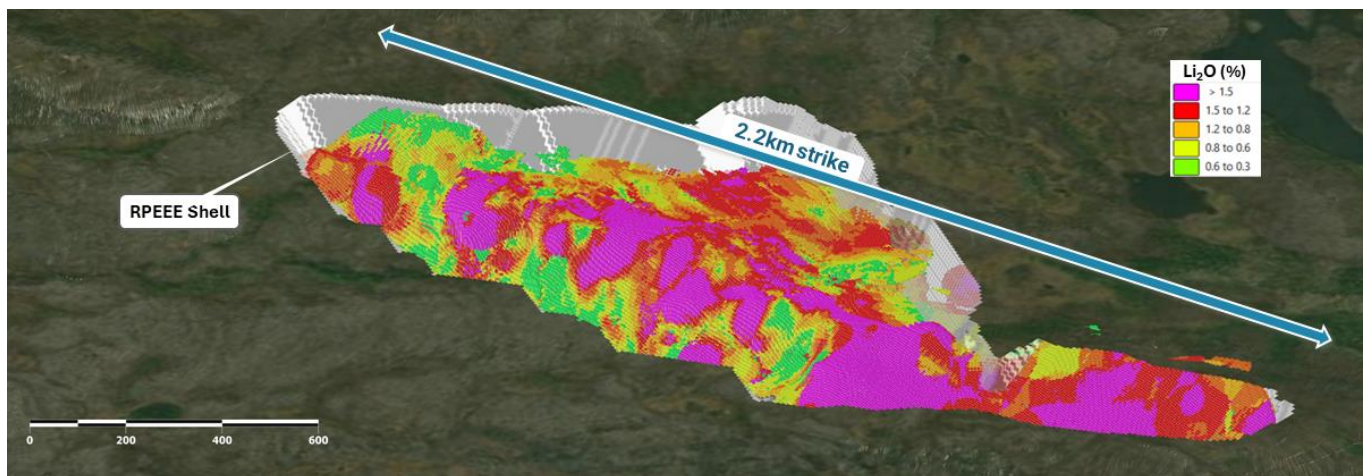 Li₂O (%)
> 1.5
1.5 to 1.2
1.2 to 0.8
0.8 to 0.6
0.6 to 0.3
2.2km strike
RPEEE Shell
0 200 400 600